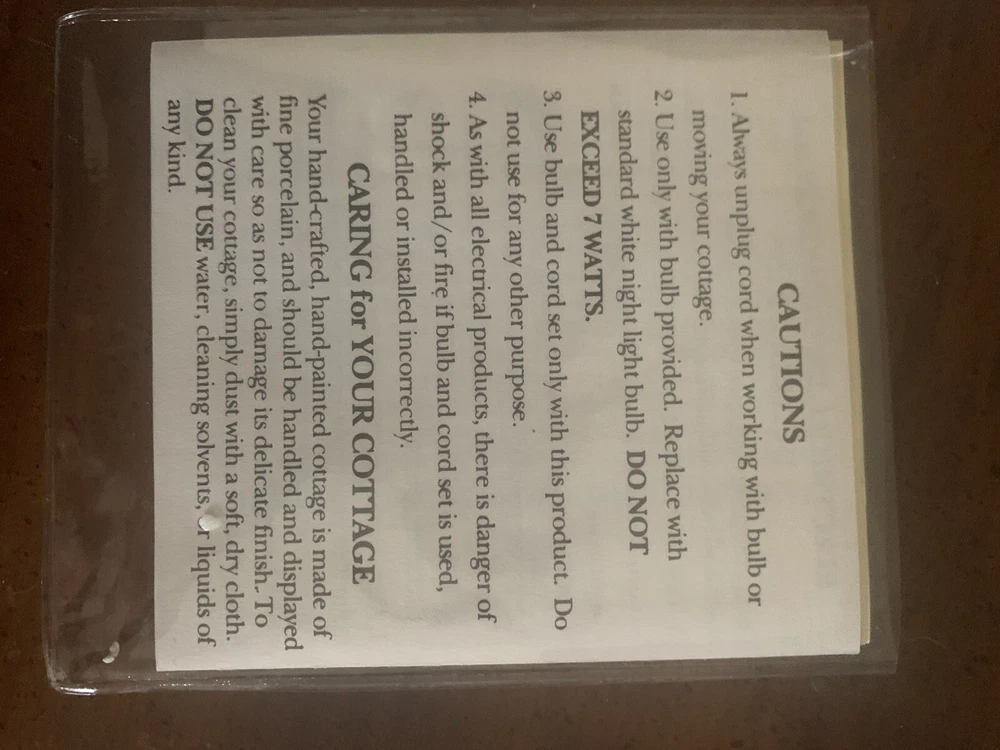 CAUTIONS
1. Always unplug cord when working with bulb or
moving your cottage.
2. Use only with bulb provided. Replace with
standard white night light bulb. DO NOT
EXCEED 7 WATTS.
3. Use bulb and cord set only with this product. Do
not use for any other purpose.
4. As with all electrical products, there is danger of
shock and/or fire if bulb and cord set is used,
handled or installed incorrectly.
CARING for YOUR COTTAGE
Your hand-crafted, hand-painted cottage is made of
fine porcelain, and should be handled and displayed
with care so as not to damage its delicate finish. To
clean your cottage, simply dust with a soft, dry cloth.
DO NOT USE water, cleaning solvents, or liquids of
any kind.